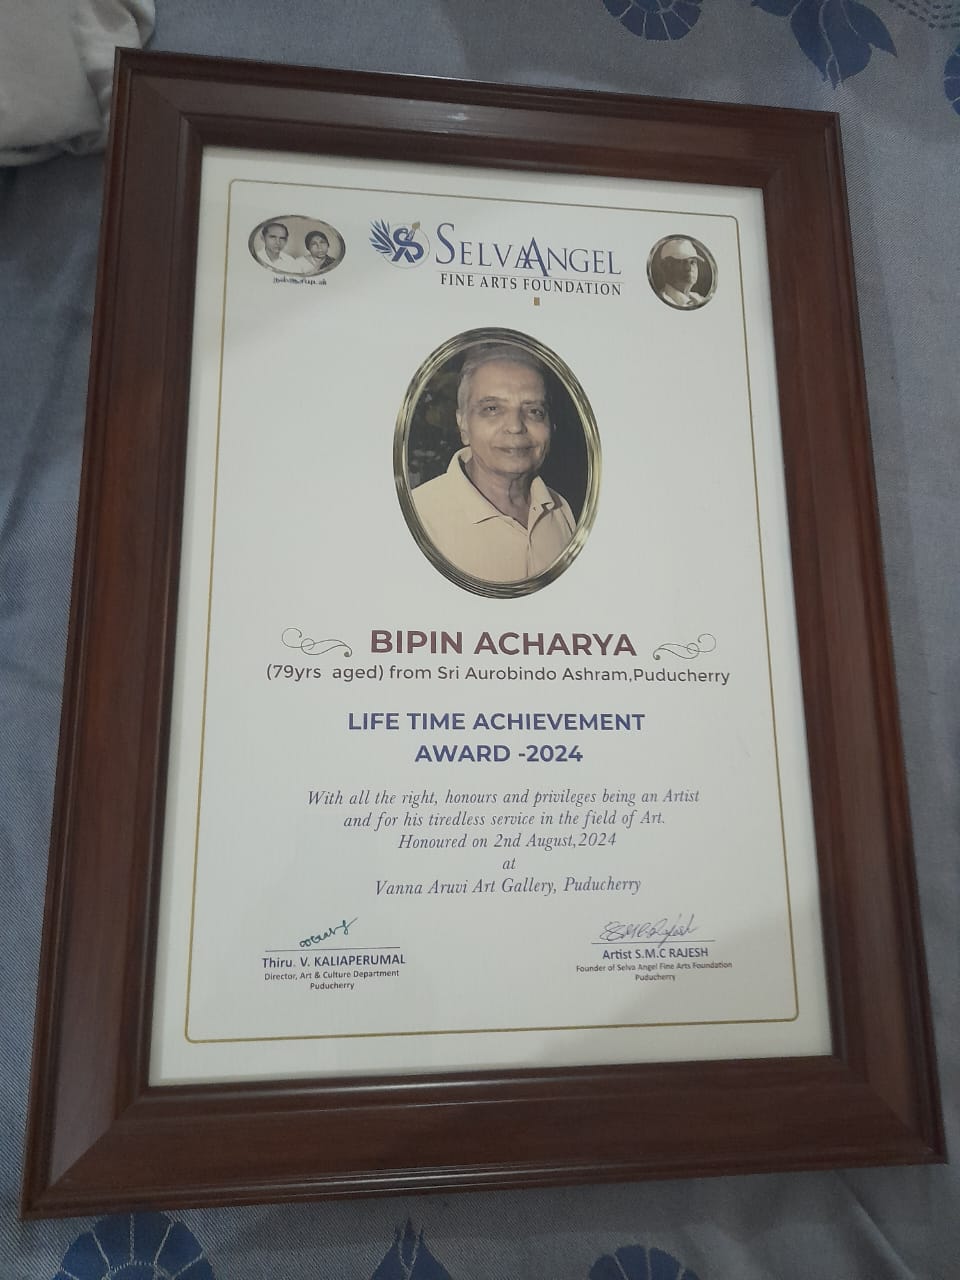 SELVAANGEL
FINE ARTS FOUNDATION
BIPIN ACHARYA
(79yrs aged) from Sri Aurobindo Ashram,Puducherry
LIFE TIME ACHIEVEMENT
AWARD -2024
With all the right, honours and privileges being an Artist
and for his tiredless service in the field of Art.
Honoured on 2nd August,2024
at
Vanna Aruvi Art Gallery, Puducherry
Thiru. V. KALIAPERUMAL
Director, Art & Culture Department
Puducherry
Artist S.M.C RAJESH
Founder of Selva Angel Fine Arts Foundation
Puducherry